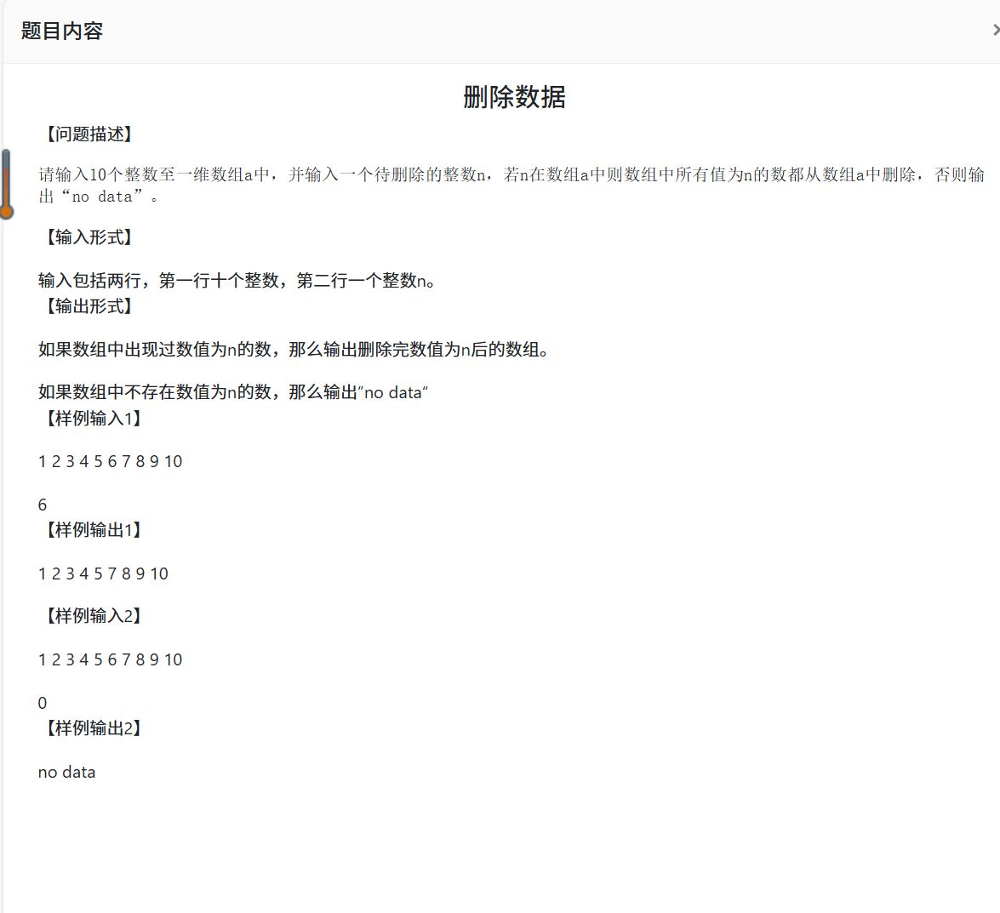 题目内容
删除数据
【问题描述】
请输入10个整数至一维数组a中，并输入一个待删除的整数n，若n在数组a中则数组中所有值为n的数都从数组a中删除，否则输
出“no data”。
【输入形式】
输入包括两行，第一行十个整数，第二行一个整数n。
【输出形式】
如果数组中出现过数值为n的数，那么输出删除完数值为n后的数组。
如果数组中不存在数值为n的数，那么输出”no data“
【样例输入1】
1 2 3 4 5 6 7 8 9 10
6
【样例输出1】
1 2 3 4 5 7 8 9 10
【样例输入2】
1 2 3 4 5 6 7 8 9 10
0
【样例输出2】
no data